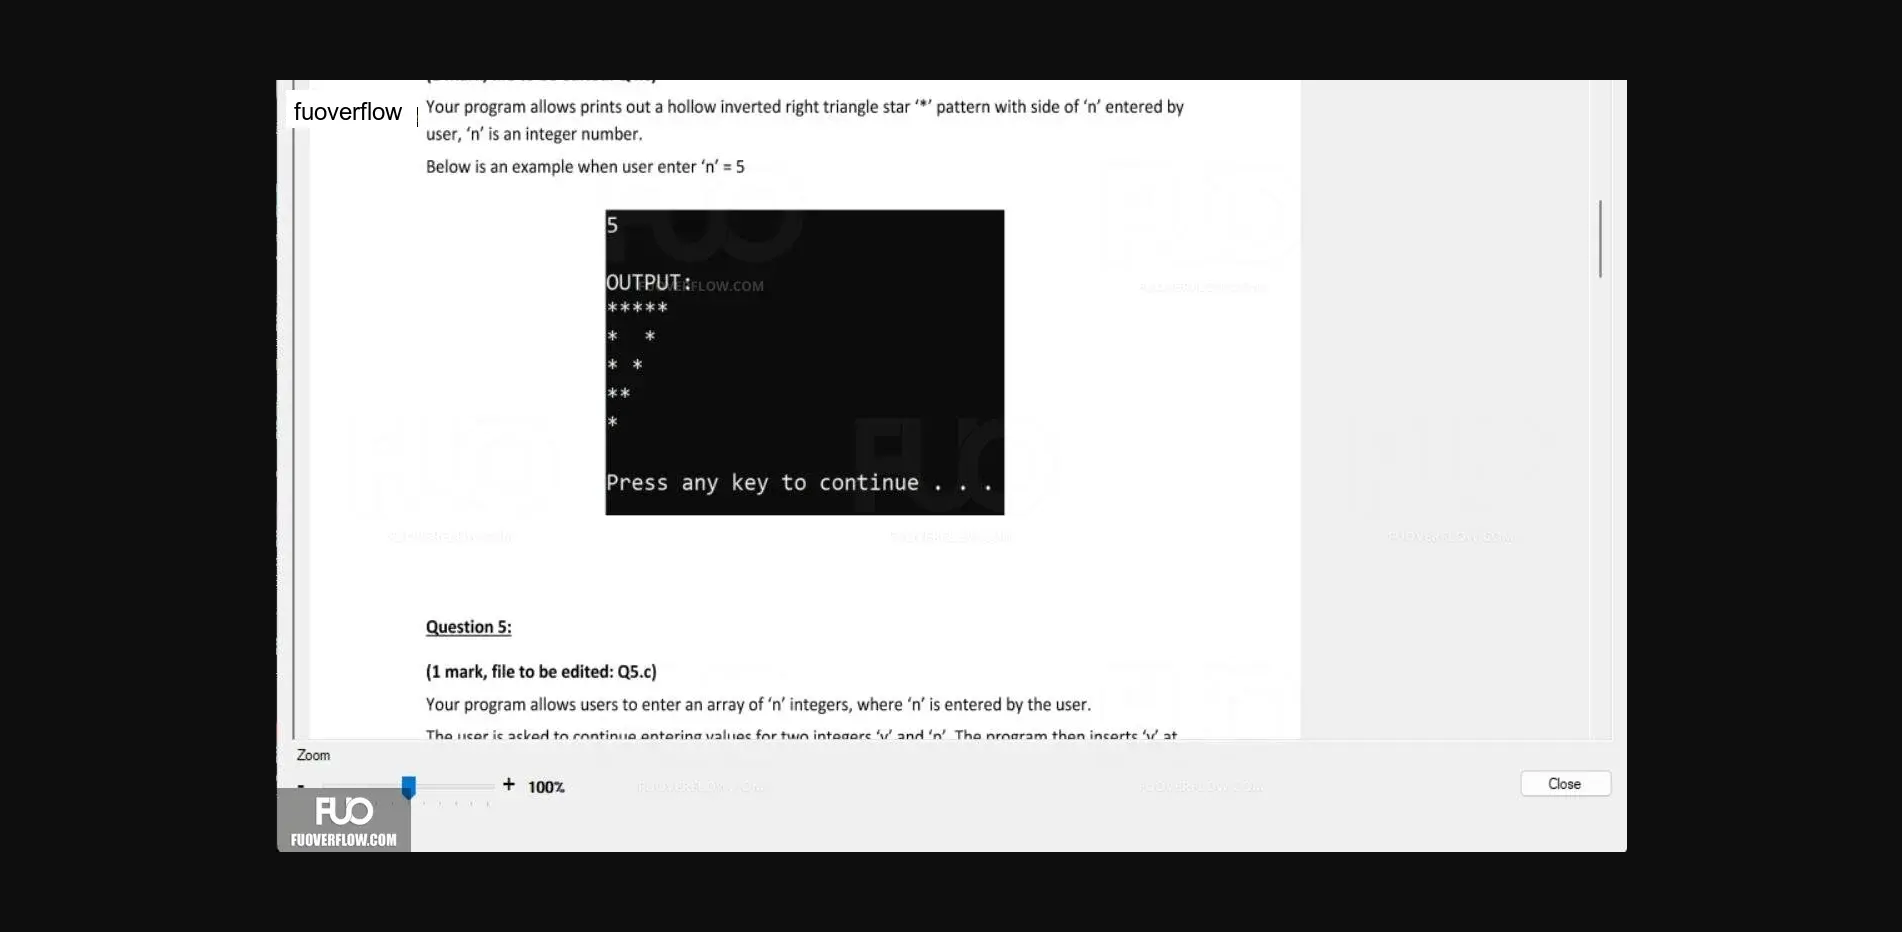 fuoverflow
Your program allows prints out a hollow inverted right triangle star ‘*’ pattern with side of ‘n’ entered by
user, ‘n’ is an integer number.
Below is an example when user enter ‘n’ = 5
5
OUTPUT:
FUOVERFLOW.COM
*****
*  *
* *
**
*
Press any key to continue . . .
Question 5:
(1 mark, file to be edited: Q5.c)
Your program allows users to enter an array of ‘n’ integers, where ‘n’ is entered by the user.
The user is asked to continue entering values for two integers ‘v’ and ‘p’. The program then inserts ‘v’ at
Zoom
- + 100%
Close
FUO
FUOVERFLOW.COM